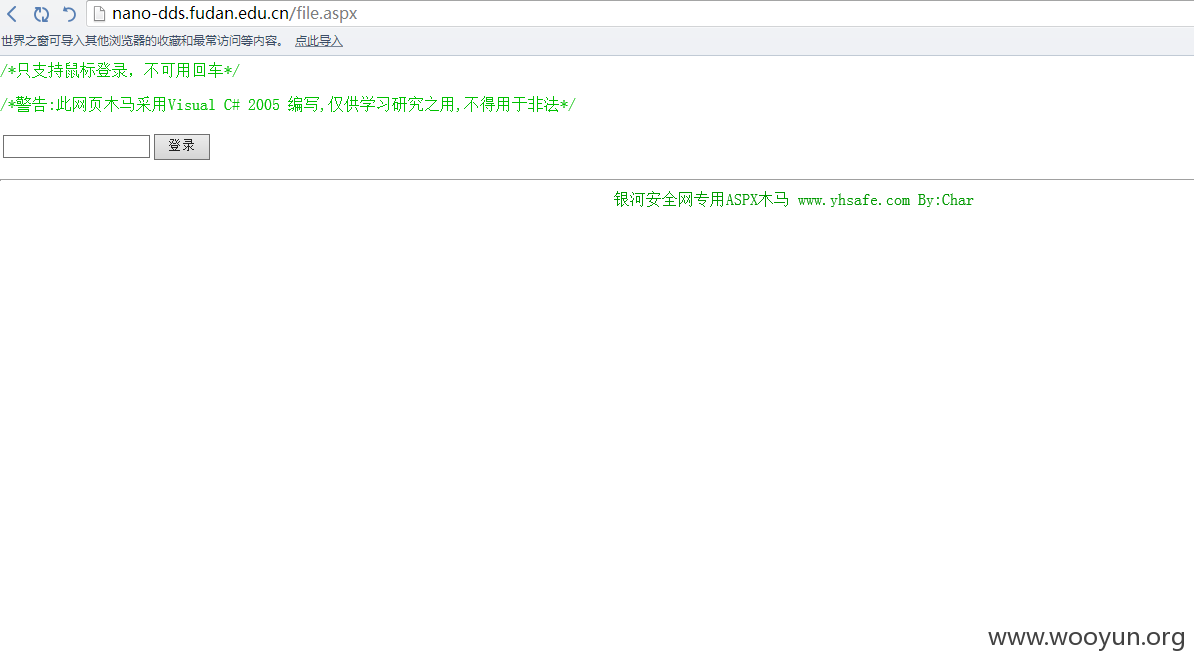 nano-dds.fudan.edu.cn/file.aspx
世界之窗可导入其他浏览器的收藏和最常访问等内容。 点此导入
/*只支持鼠标登录，不可用回车*/
/*警告:此网页木马采用Visual C# 2005 编写,仅供学习研究之用,不得用于非法*/
登录
银河安全网专用ASPX木马 www.yhsafe.com By:Char
www.wooyun.org